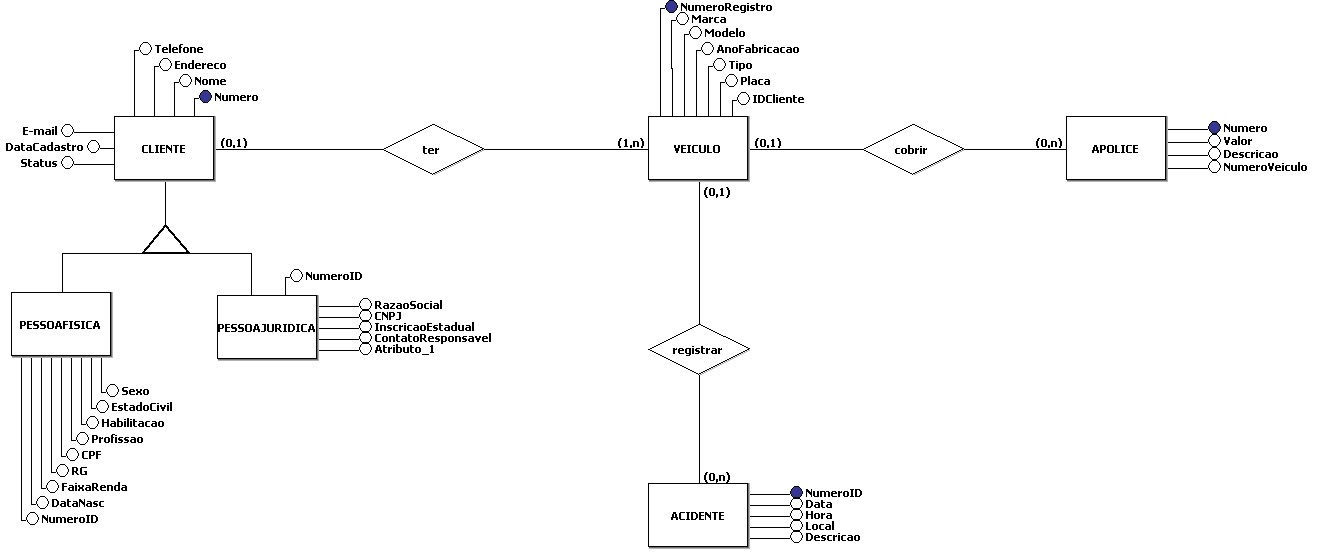 NumeroRegistro
Marca
Modelo
AnoFabricacao
Tipo
Placa
IDCliente
Telefone
Endereco
Nome
Numero
E-mail
DataCadastro
Status
CLIENTE
(0,1)
ter
(1,n)
VEICULO
(0,1)
(0,1)
cobrir
(0,n)
APOLICE
Numero
Valor
Descricao
NumeroVeiculo
PESSOAFISICA
Sexo
EstadoCivil
Habilitacao
Profissao
CPF
RG
FaixaRenda
DataNasc
NumeroID
NumeroID
PESSOAJURIDICA
RazaoSocial
CNPJ
InscricaoEstadual
ContatoResponsavel
Atributo_1
registrar
(0,n)
ACIDENTE
NumeroID
Data
Hora
Local
Descricao